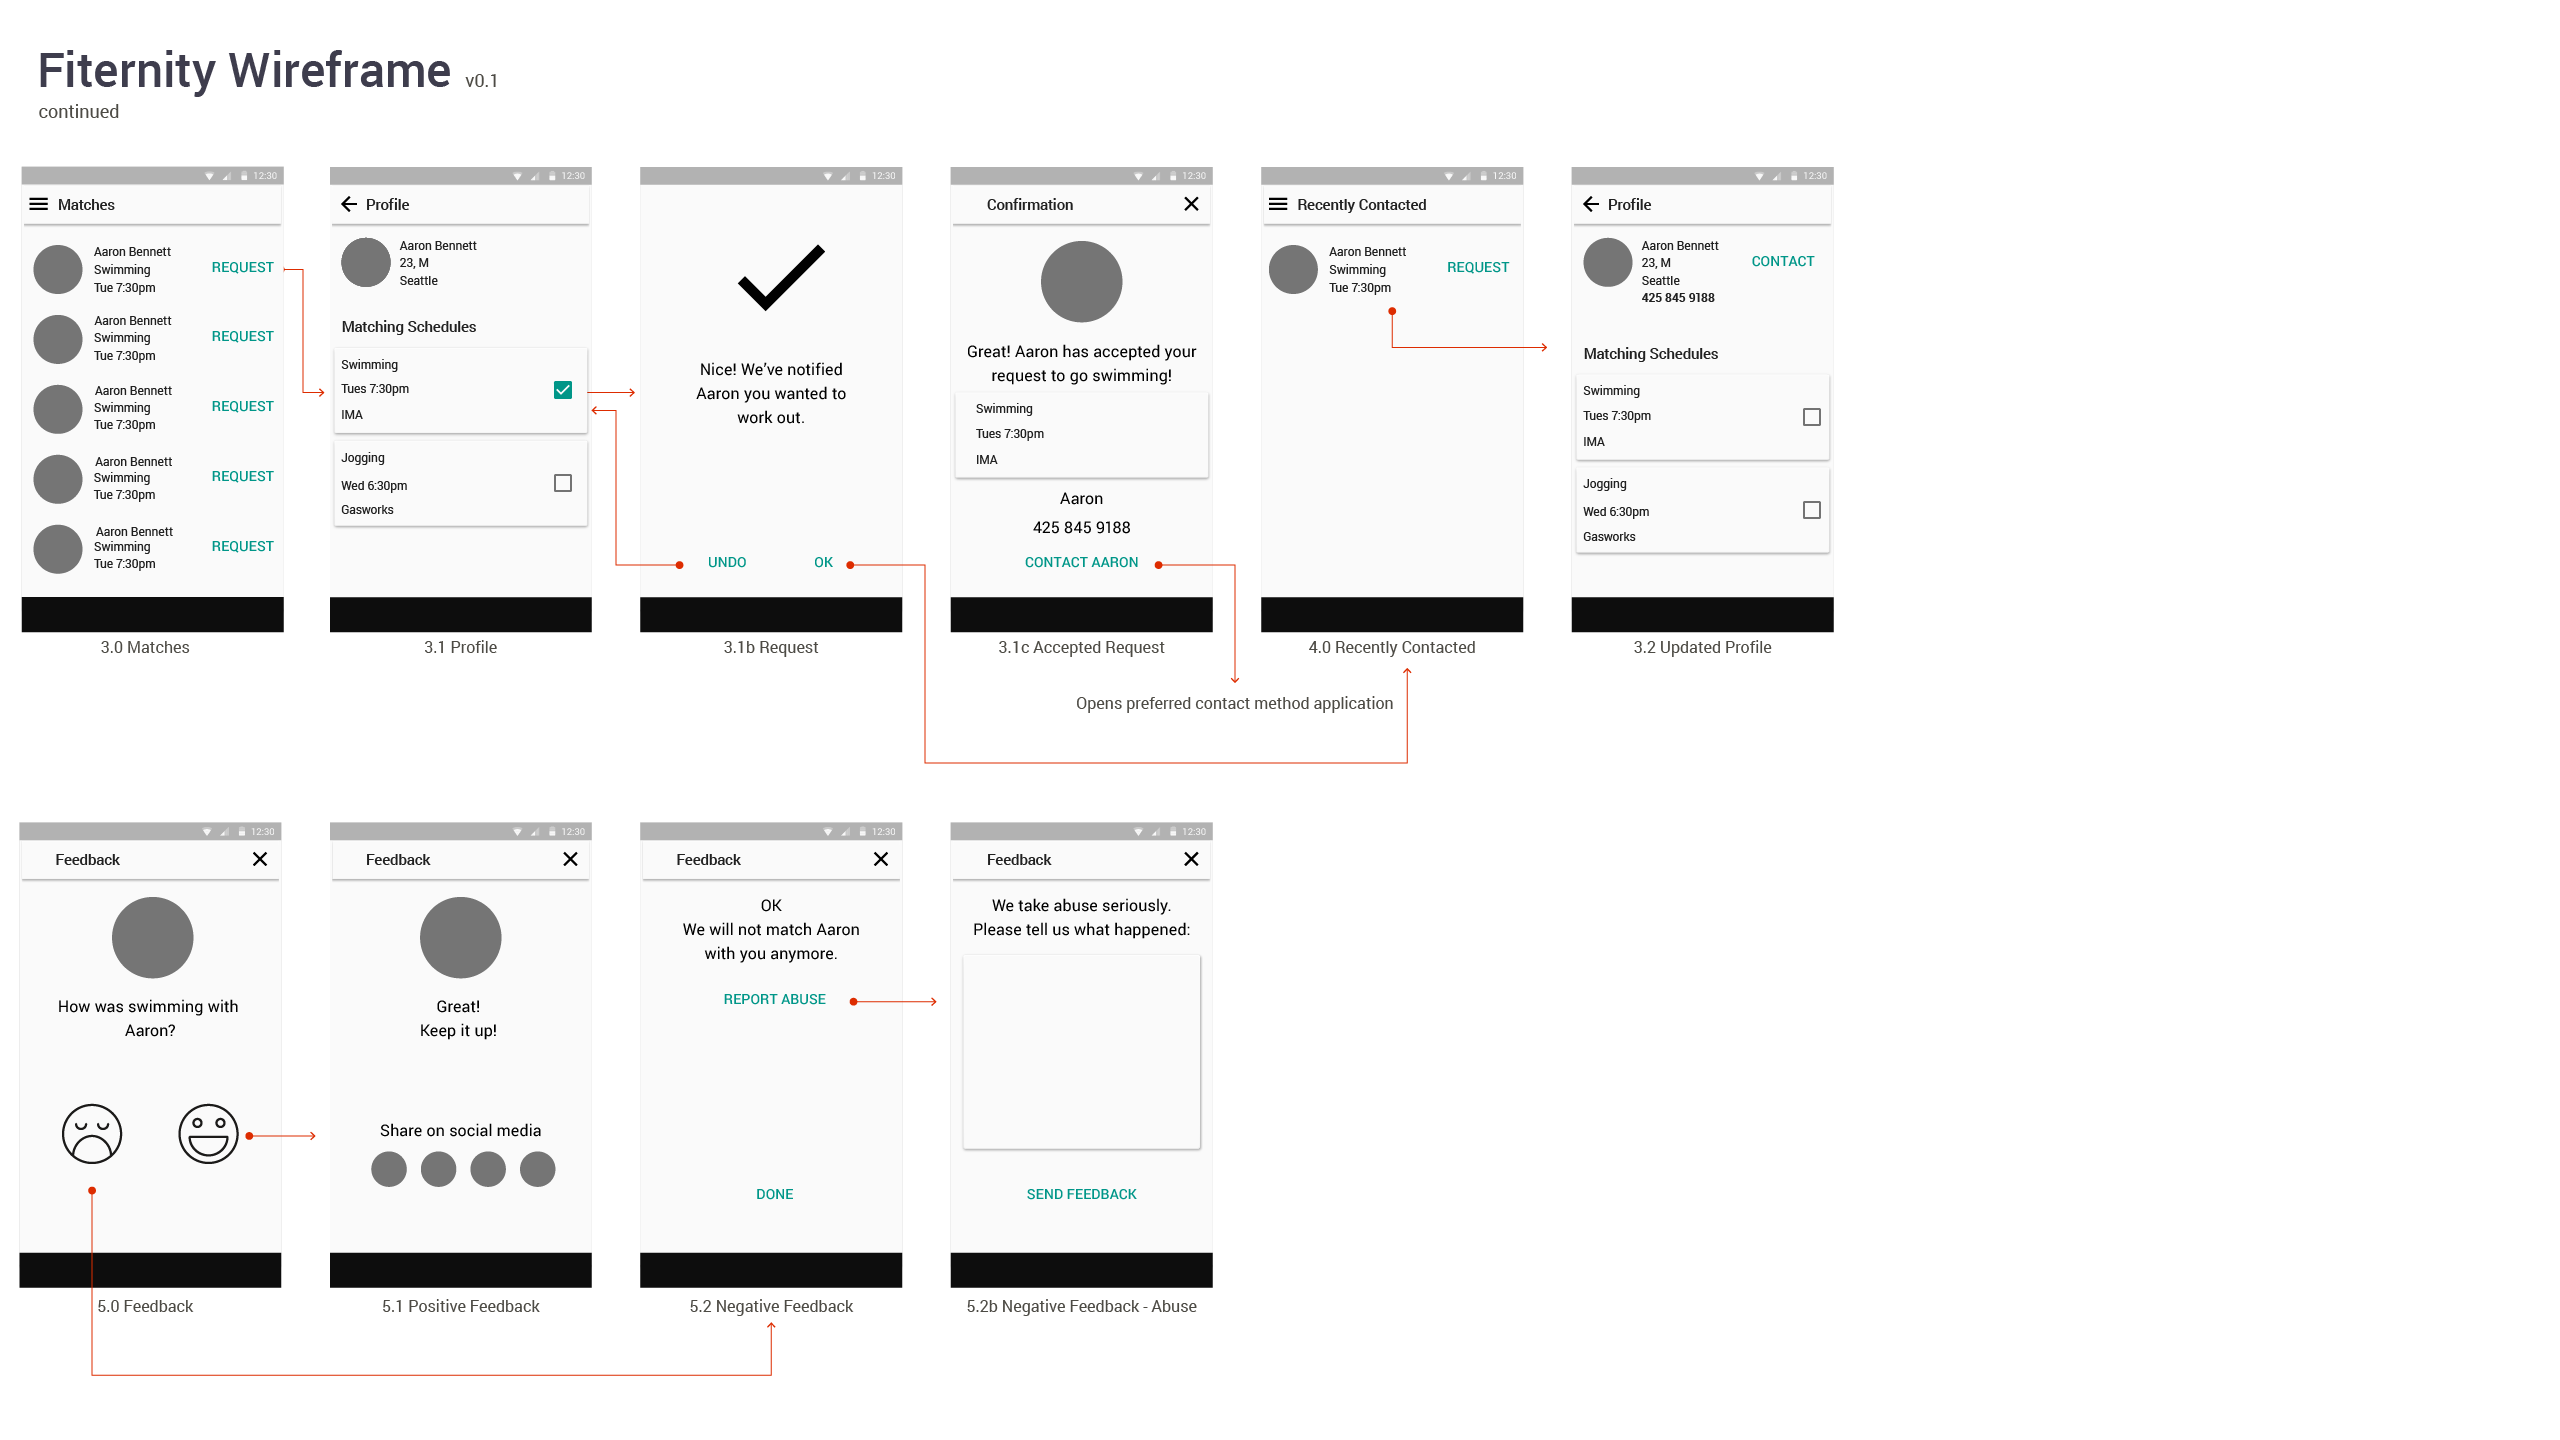 Fiternity Wireframe v0.1
continued
12:30
Matches
Aaron Bennett
Swimming
Tue 7:30pm
REQUEST
Aaron Bennett
Swimming
Tue 7:30pm
REQUEST
Aaron Bennett
Swimming
Tue 7:30pm
REQUEST
Aaron Bennett
Swimming
Tue 7:30pm
REQUEST
Aaron Bennett
Swimming
Tue 7:30pm
REQUEST
3.0 Matches
12:30
Profile
Aaron Bennett
23, M
Seattle
Matching Schedules
Swimming
Tues 7:30pm
IMA
Jogging
Wed 6:30pm
Gasworks
3.1 Profile
12:30
Nice! We’ve notified
Aaron you wanted to
work out.
UNDO
OK
3.1b Request
12:30
Confirmation
Great! Aaron has accepted your
request to go swimming!
Swimming
Tues 7:30pm
IMA
Aaron
425 845 9188
CONTACT AARON
3.1c Accepted Request
Opens preferred contact method application
12:30
Recently Contacted
Aaron Bennett
Swimming
Tue 7:30pm
REQUEST
4.0 Recently Contacted
12:30
Profile
Aaron Bennett
23, M
Seattle
425 845 9188
CONTACT
Matching Schedules
Swimming
Tues 7:30pm
IMA
Jogging
Wed 6:30pm
Gasworks
3.2 Updated Profile
12:30
Feedback
How was swimming with
Aaron?
5.0 Feedback
12:30
Feedback
Great!
Keep it up!
Share on social media
5.1 Positive Feedback
12:30
Feedback
OK
We will not match Aaron
with you anymore.
REPORT ABUSE
DONE
5.2 Negative Feedback
12:30
Feedback
We take abuse seriously.
Please tell us what happened:
SEND FEEDBACK
5.2b Negative Feedback - Abuse